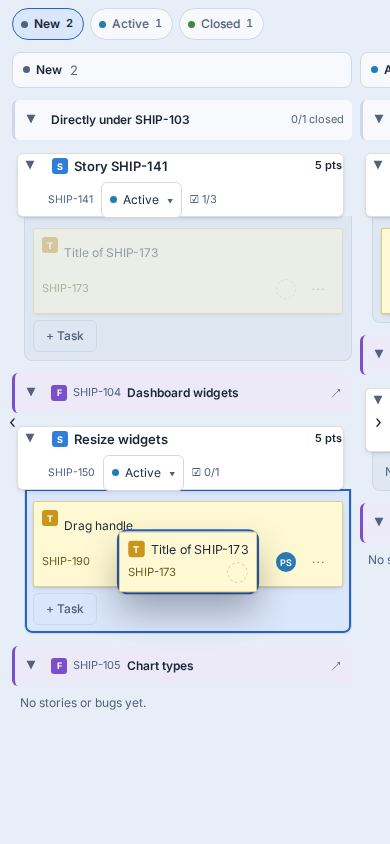 New 2 Active 1 Closed 1
New 2
Directly under SHIP-103 0/1 closed
S Story SHIP-141 5 pts
SHIP-141 Active 1/3
T Title of SHIP-173
SHIP-173
+ Task
F SHIP-104 Dashboard widgets
S Resize widgets 5 pts
SHIP-150 Active 0/1
T Drag handle
T Title of SHIP-173
SHIP-190 PS
SHIP-173
+ Task
F SHIP-105 Chart types
No stories or bugs yet.